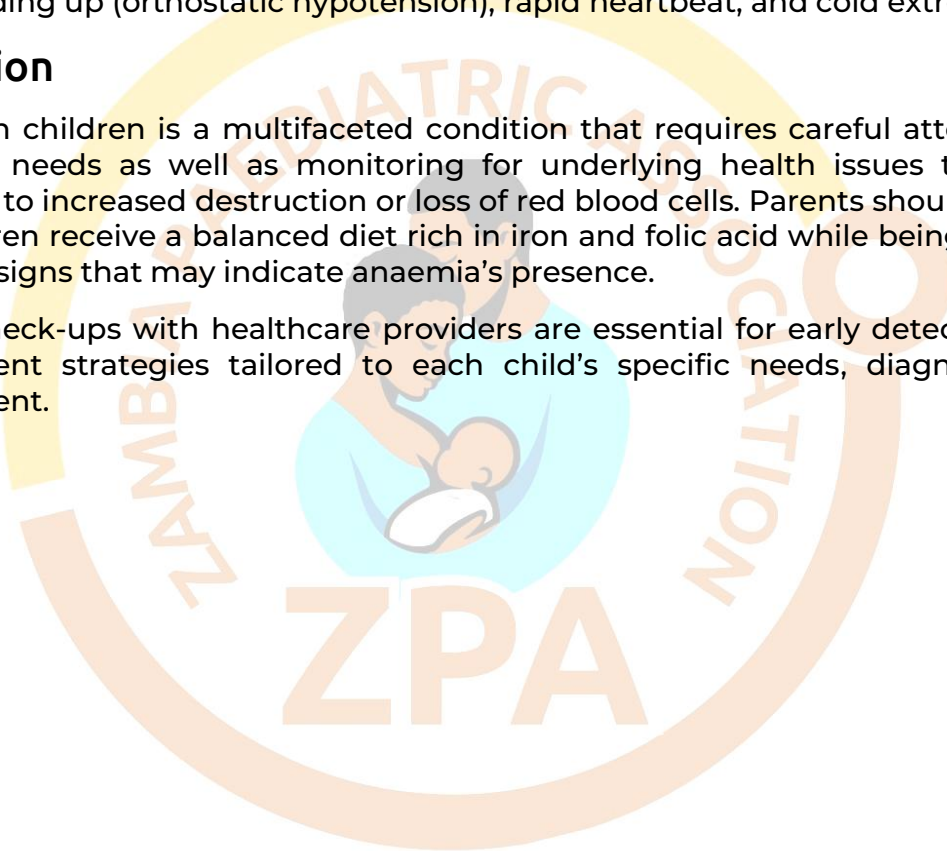 ding up (orthostatic hypotension), rapid heartbeat, and cold extr
ion
n children is a multifaceted condition that requires careful att
needs as well as monitoring for underlying health issues t
to increased destruction or loss of red blood cells. Parents shou
ren receive a balanced diet rich in iron and folic acid while being
signs that may indicate anaemia’s presence.
heck-ups with healthcare providers are essential for early detec
ent strategies tailored to each child’s specific needs, diagn
ent.
ZAMBIA PAEDIATRIC ASSOCIATION
ZPA